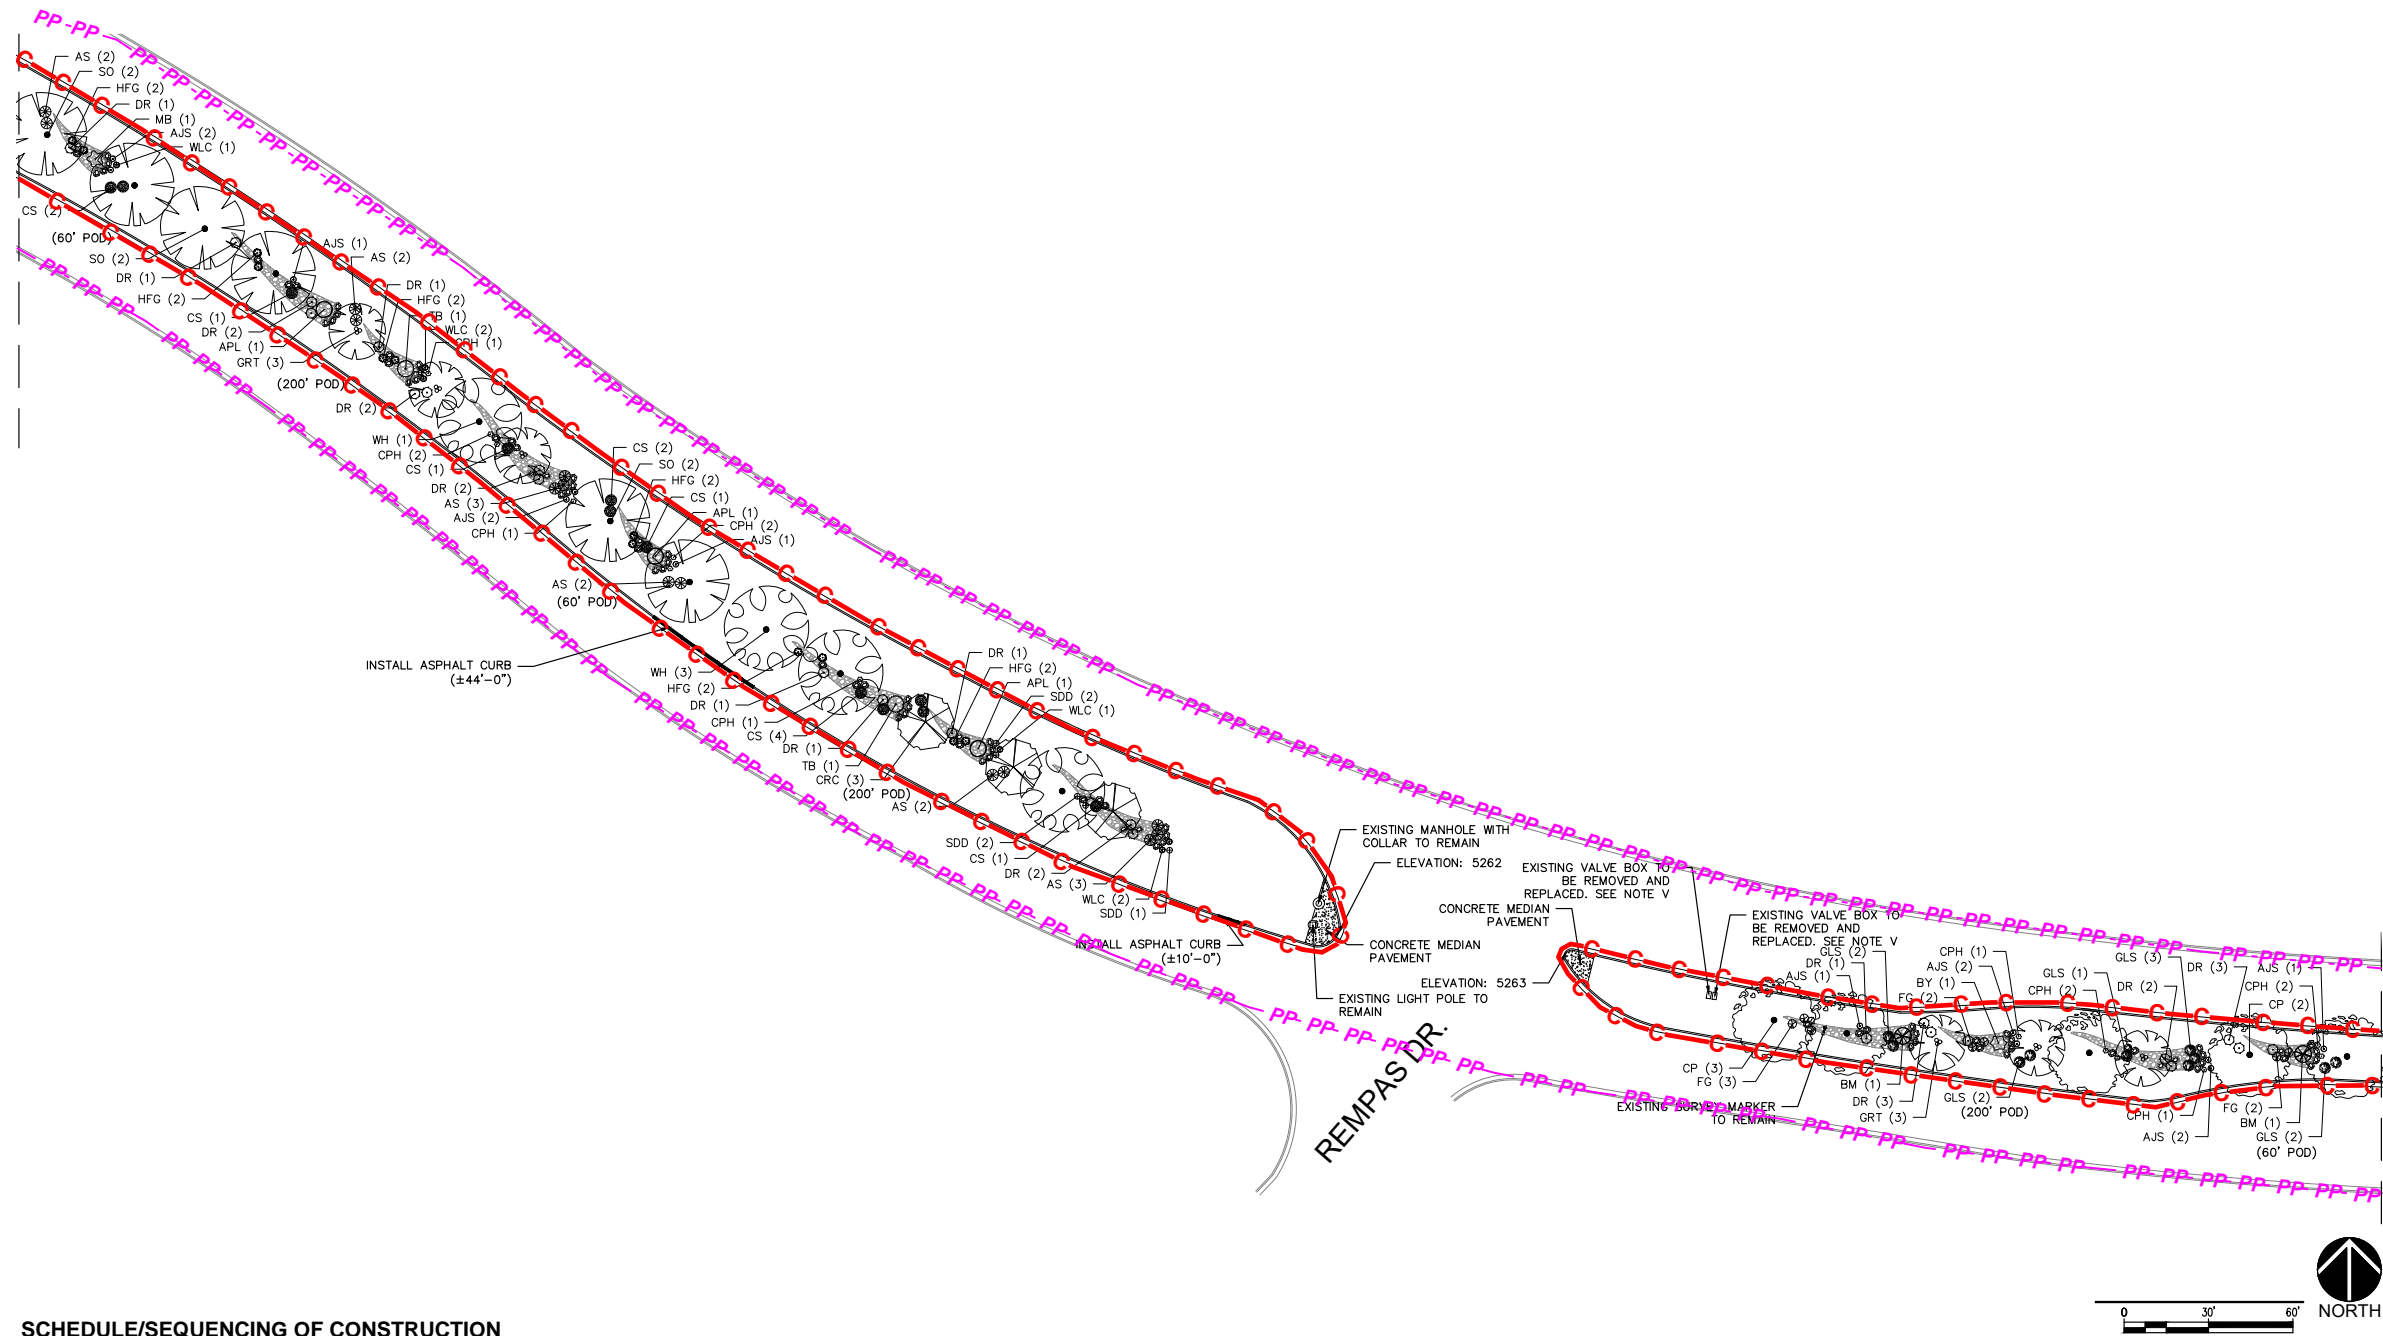 AS (2)
SO (2)
HFG (2)
DR (1)
MB (1)
AJS (2)
WLC (1)
CS (2)
(60' POD)
SO (2)
DR (1)
HFG (2)
CS (1)
DR (2)
APL (1)
GRT (3)
(200' POD)
AJS (1)
AS (2)
DR (1)
HFG (2)
TB (1)
WLC (2)
CPH (1)
DR (2)
WH (1)
CPH (2)
CS (1)
DR (2)
AS (3)
AJS (2)
CPH (1)
CS (2)
SO (2)
HFG (2)
CS (1)
APL (1)
CPH (2)
AJS (1)
AS (2)
(60' POD)
INSTALL ASPHALT CURB
(±44'-0")
WH (3)
HFG (2)
DR (1)
CPH (1)
CS (4)
DR (1)
TB (1)
CRC (3)
(200' POD)
AS (2)
DR (1)
HFG (2)
APL (1)
SDD (2)
WLC (1)
SDD (2)
CS (1)
DR (2)
AS (3)
WLC (2)
SDD (1)
INSTALL ASPHALT CURB
(±10'-0")
EXISTING MANHOLE WITH
COLLAR TO REMAIN
ELEVATION: 5262
CONCRETE MEDIAN
PAVEMENT
EXISTING LIGHT POLE TO
REMAIN
REMPAS DR.
EXISTING VALVE BOX TO
BE REMOVED AND
REPLACED. SEE NOTE V
CONCRETE MEDIAN
PAVEMENT
ELEVATION: 5263
EXISTING VALVE BOX TO
BE REMOVED AND
REPLACED. SEE NOTE V
GLS (2)
DR (1)
AJS (1)
CPH (1)
AJS (2)
BY (1)
FG (2)
GLS (1)
CPH (2)
GLS (3)
DR (2)
DR (3)
AJS (1)
CPH (2)
CP (2)
CP (3)
FG (3)
EXISTING SURVEY MARKER
TO REMAIN
BM (1)
DR (3)
GRT (3)
GLS (2)
(200' POD)
CPH (1)
AJS (2)
FG (2)
BM (1)
GLS (2)
(60' POD)
NORTH
0 30' 60'
SCHEDULE/SEQUENCING OF CONSTRUCTION